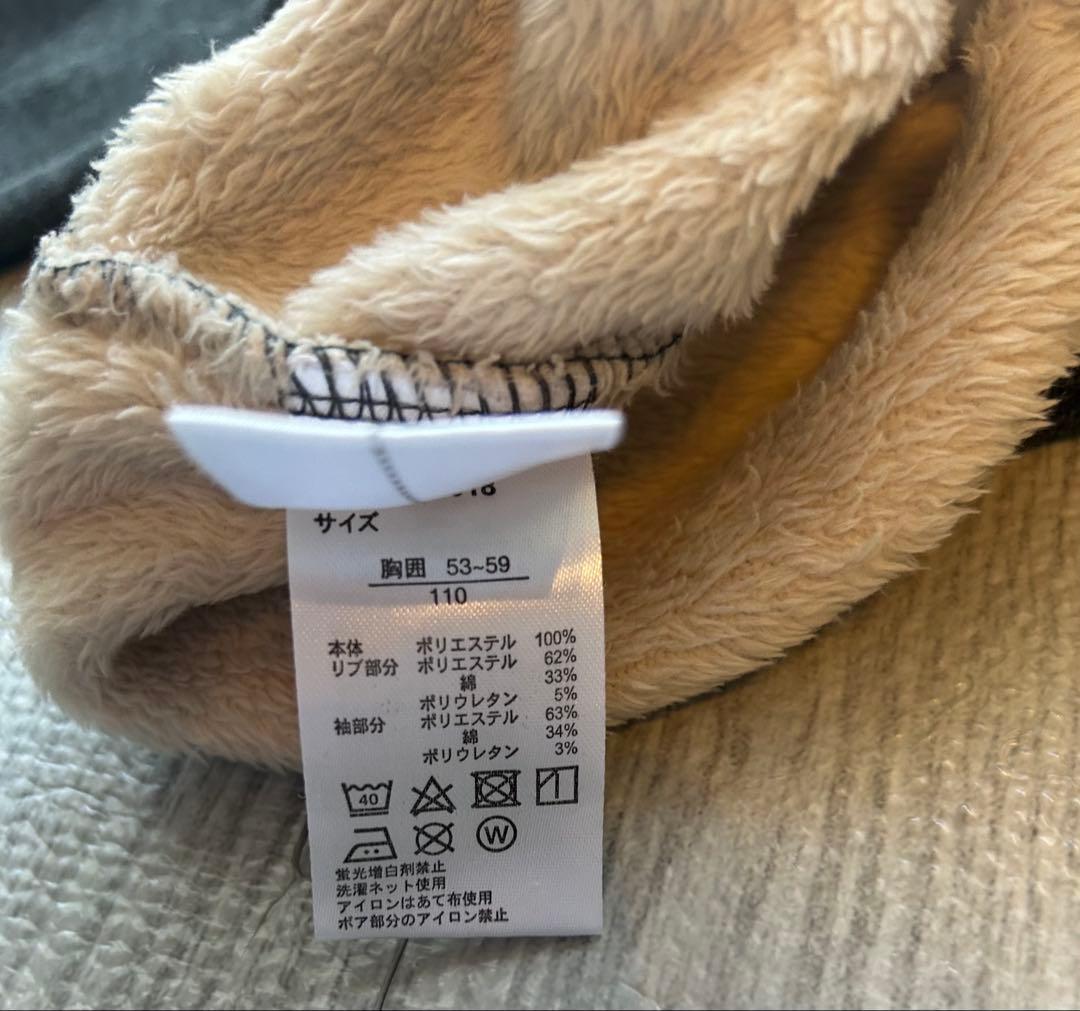 サイズ
胸囲 53~59
110
本体 ポリエステル 100%
リブ部分 ポリエステル 62%
綿 33%
ポリウレタン 5%
袖部分 ポリエステル 63%
綿 34%
ポリウレタン 3%
40
W
蛍光増白剤禁止
洗濯ネット使用
アイロンはあて布使用
ボア部分のアイロン禁止